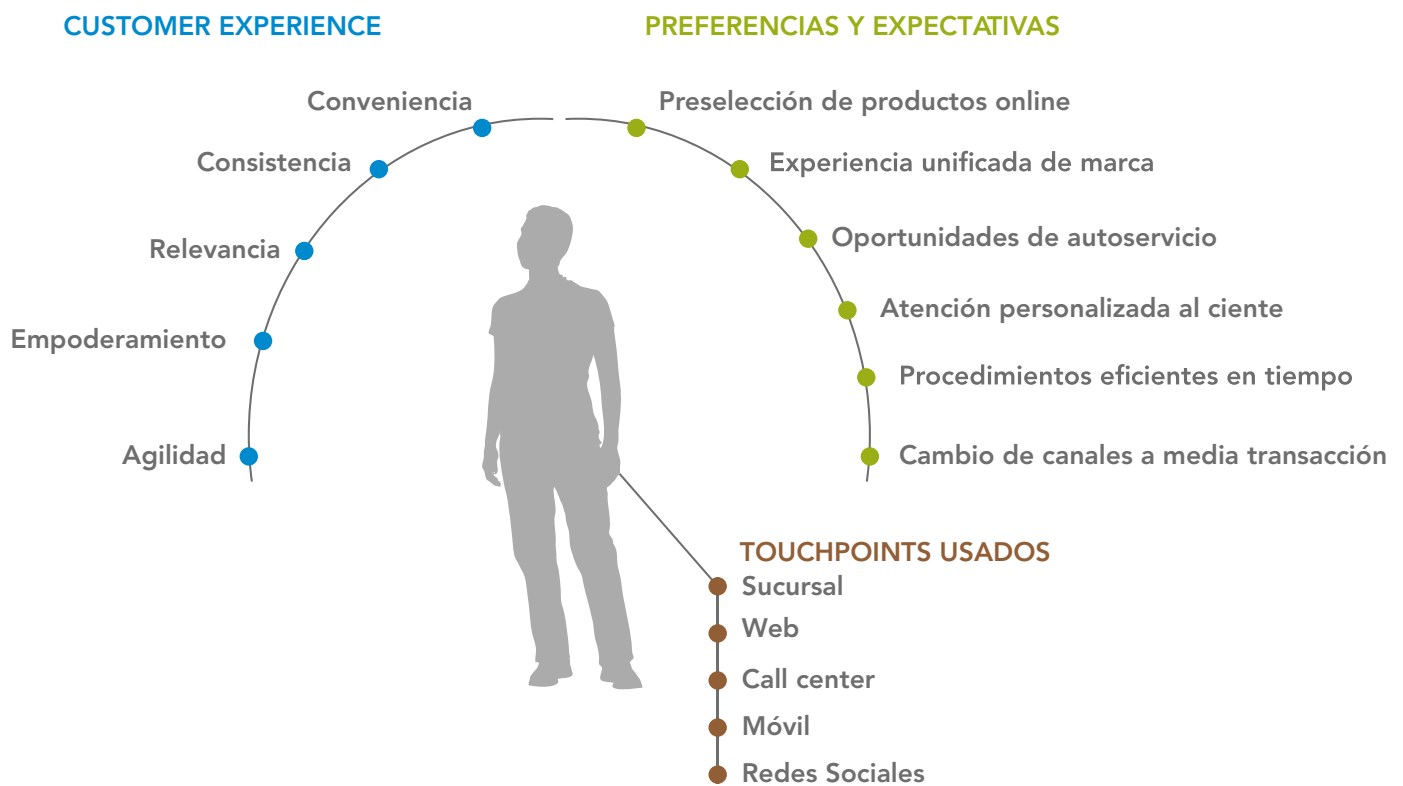 CUSTOMER EXPERIENCE
Conveniencia
Consistencia
Relevancia
Empoderamiento
Agilidad
PREFERENCIAS Y EXPECTATIVAS
Preselección de productos online
Experiencia unificada de marca
Oportunidades de autoservicio
Atención personalizada al ciente
Procedimientos eficientes en tiempo
Cambio de canales a media transacción
TOUCHPOINTS USADOS
Sucursal
Web
Call center
Móvil
Redes Sociales